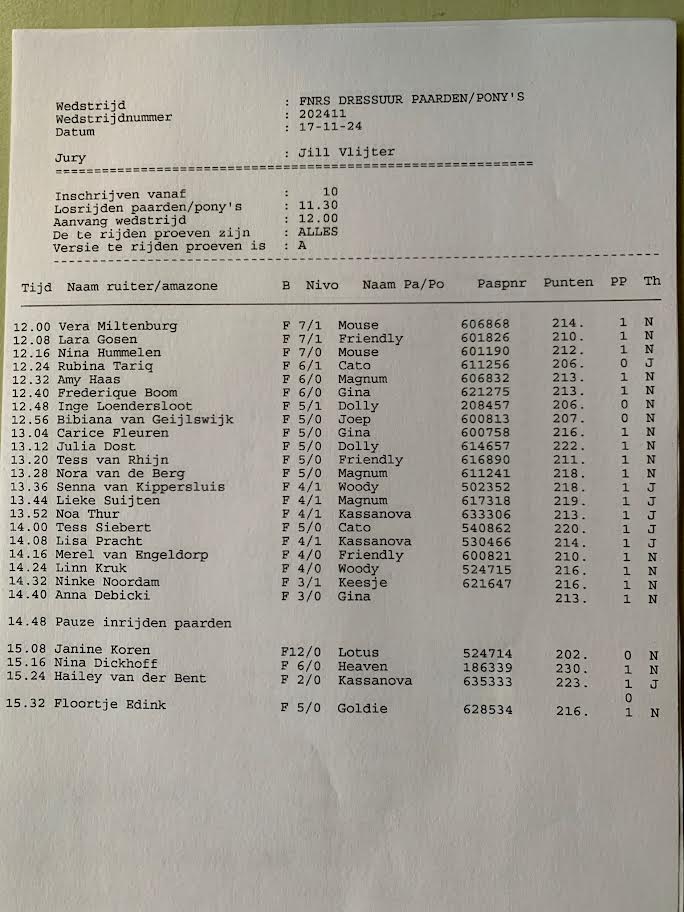 Wedstrijd : FNRS DRESSUUR PAARDEN/PONY'S
Wedstrijdnummer : 202411
Datum : 17-11-24
Jury : Jill Vlijter
================================================================
Inschrijven vanaf : 10
Losrijden paarden/pony's : 11.30
Aanvang wedstrijd : 12.00
De te rijden proeven zijn : ALLES
Versie te rijden proeven is : A
--------------------------------------------------------------------------------
Tijd Naam ruiter/amazone B Nivo Naam Pa/Po Paspnr Punten PP Th
12.00 Vera Miltenburg F 7/1 Mouse 606868 214. 1 N
12.08 Lara Gosen F 7/1 Friendly 601826 210. 1 N
12.16 Nina Hummelen F 7/0 Mouse 601190 212. 1 N
12.24 Rubina Tariq F 6/1 Cato 611256 206. 0 J
12.32 Amy Haas F 6/0 Magnum 606832 213. 1 N
12.40 Frederique Boom F 6/0 Gina 621275 213. 1 N
12.48 Inge Loendersloot F 5/1 Dolly 208457 206. 0 N
12.56 Bibiana van Geijlswijk F 5/0 Joep 600813 207. 0 N
13.04 Carice Fleuren F 5/0 Gina 600758 216. 1 N
13.12 Julia Dost F 5/0 Dolly 614657 222. 1 N
13.20 Tess van Rhijn F 5/0 Friendly 616890 211. 1 N
13.28 Nora van de Berg F 5/0 Magnum 611241 218. 1 N
13.36 Senna van Kippersluis F 4/1 Woody 502352 218. 1 J
13.44 Lieke Suijten F 4/1 Magnum 617318 219. 1 J
13.52 Noa Thur F 4/1 Kassanova 633306 213. 1 J
14.00 Tess Siebert F 5/0 Cato 540862 220. 1 J
14.08 Lisa Pracht F 4/1 Kassanova 530466 214. 1 J
14.16 Merel van Engeldorp F 4/0 Friendly 600821 210. 1 N
14.24 Linn Kruk F 4/0 Woody 524715 216. 1 N
14.32 Ninke Noordam F 3/1 Keesje 621647 216. 1 N
14.40 Anna Debicki F 3/0 Gina 213. 1 N
14.48 Pauze inrijden paarden
15.08 Janine Koren F12/0 Lotus 524714 202. 0 N
15.16 Nina Dickhoff F 6/0 Heaven 186339 230. 1 N
15.24 Hailey van der Bent F 2/0 Kassanova 635333 223. 1 J
0
15.32 Floortje Edink F 5/0 Goldie 628534 216. 1 N